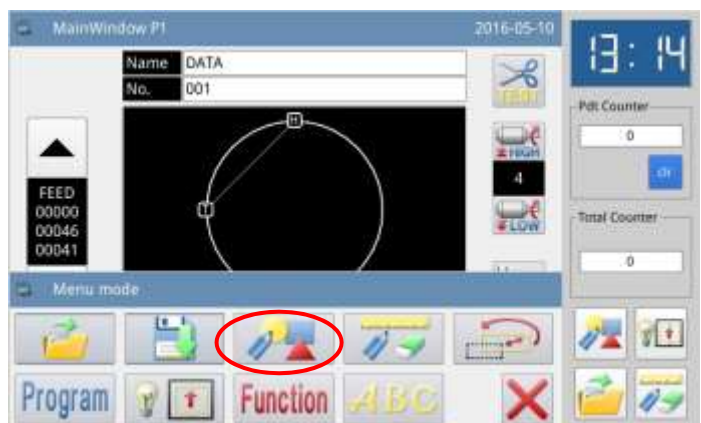 MainWindow P1 2016-05-10
13:14
Name DATA
No. 001
Pdt Counter
0
clr
HIGH
4
LOW
FEED
00000
00046
00041
H
T
Total Counter
0
Menu mode
Program
Function
ABC